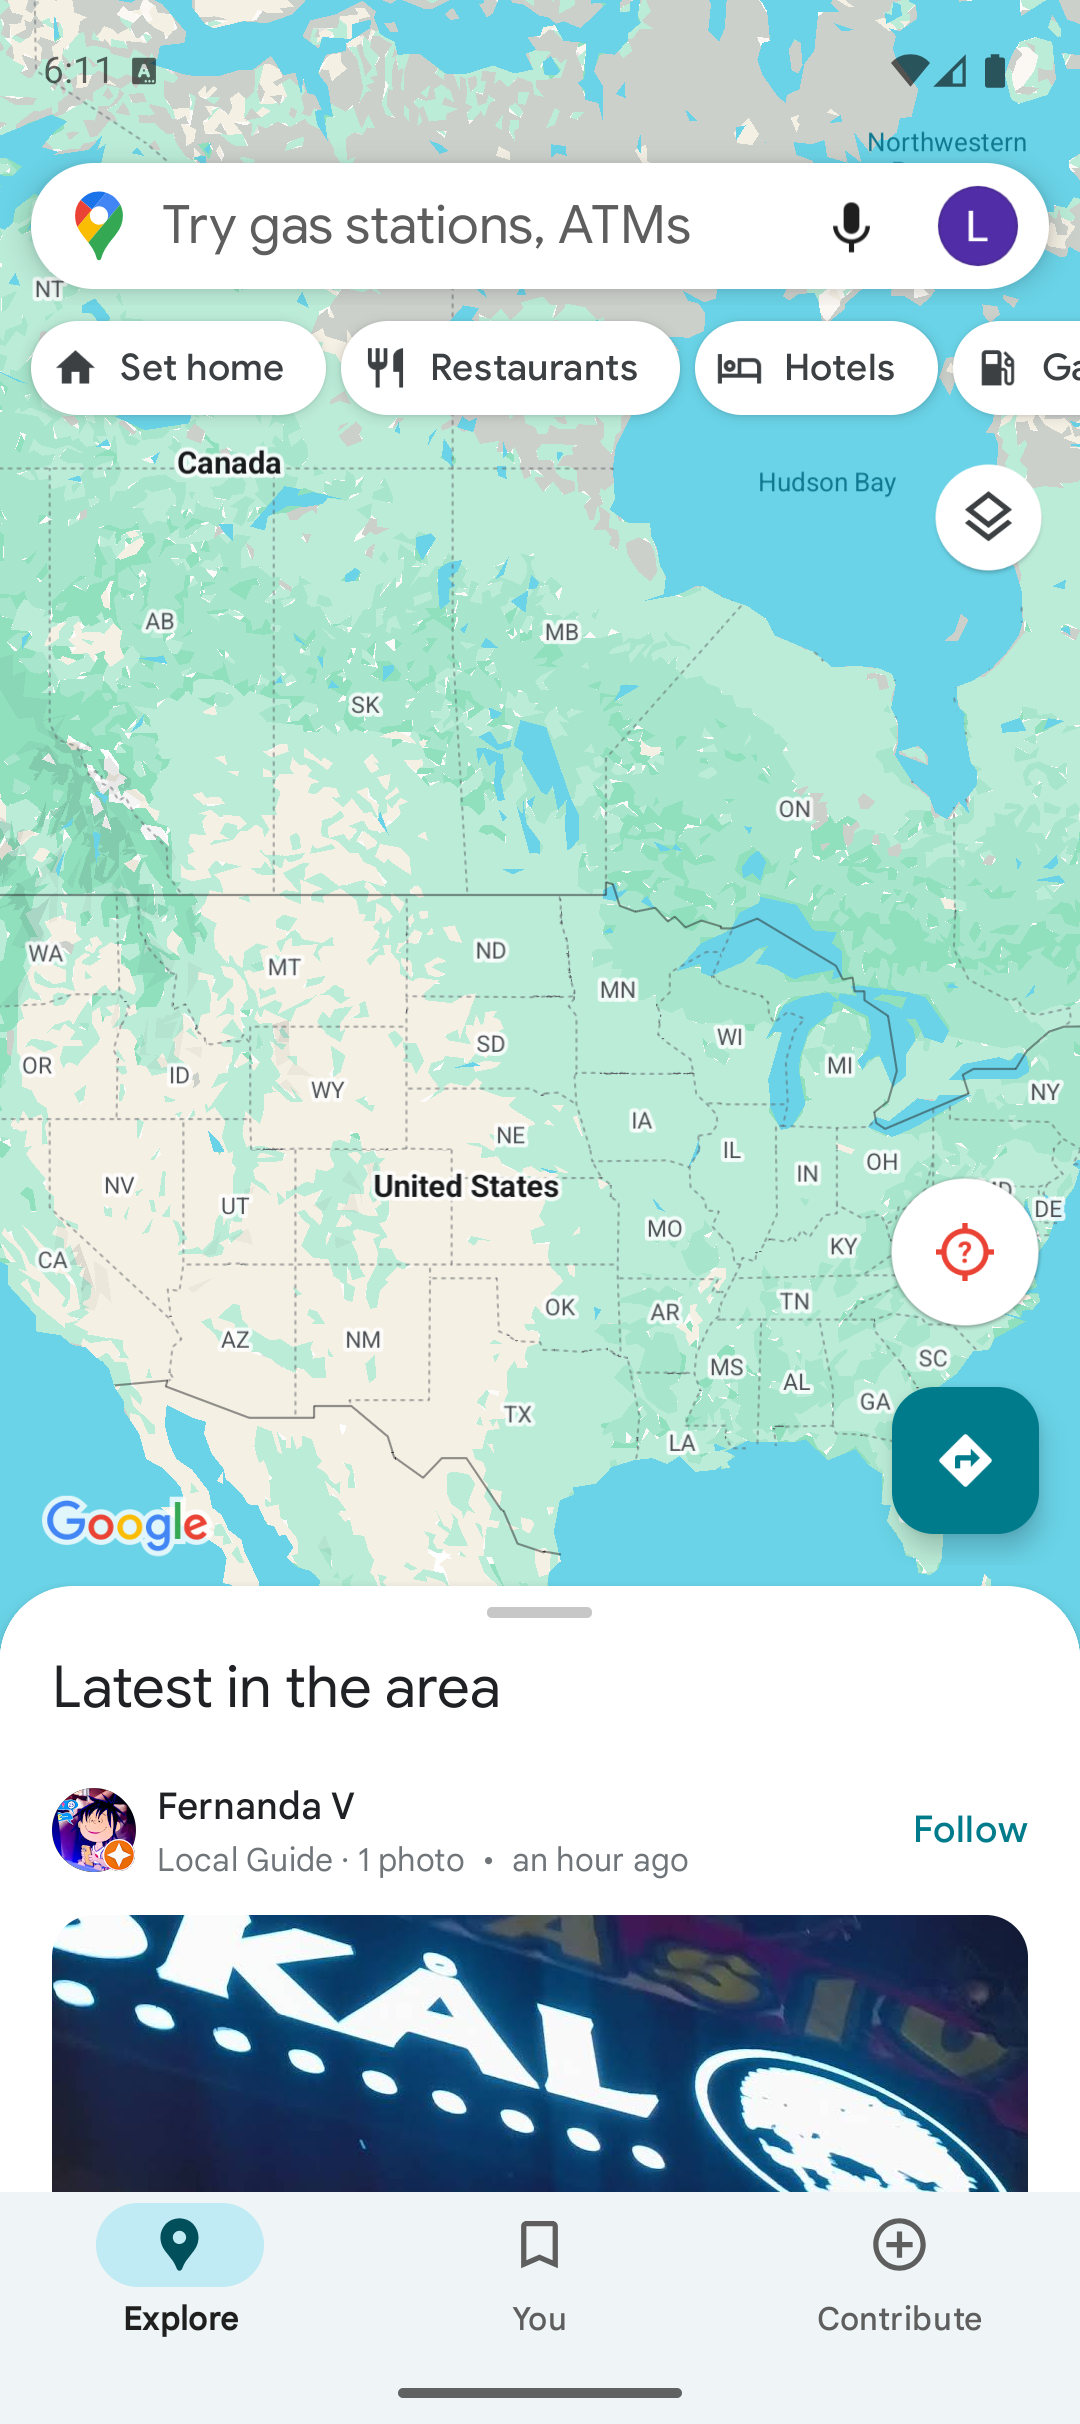 6:11
Northwestern
Try gas stations, ATMs
L
NT
Set home
Restaurants
Hotels
Ga
Canada
Hudson Bay
AB
MB
SK
ON
WA
MT
ND
MN
OR
ID
SD
WI
MI
WY
NY
IA
NE
IL
IN
OH
NV
United States
UT
DE
MO
KY
CA
OK
TN
AR
AZ
NM
MS
SC
AL
GA
TX
LA
Google
Latest in the area
Fernanda V
Follow
Local Guide · 1 photo • an hour ago
KÅL
Explore
You
Contribute